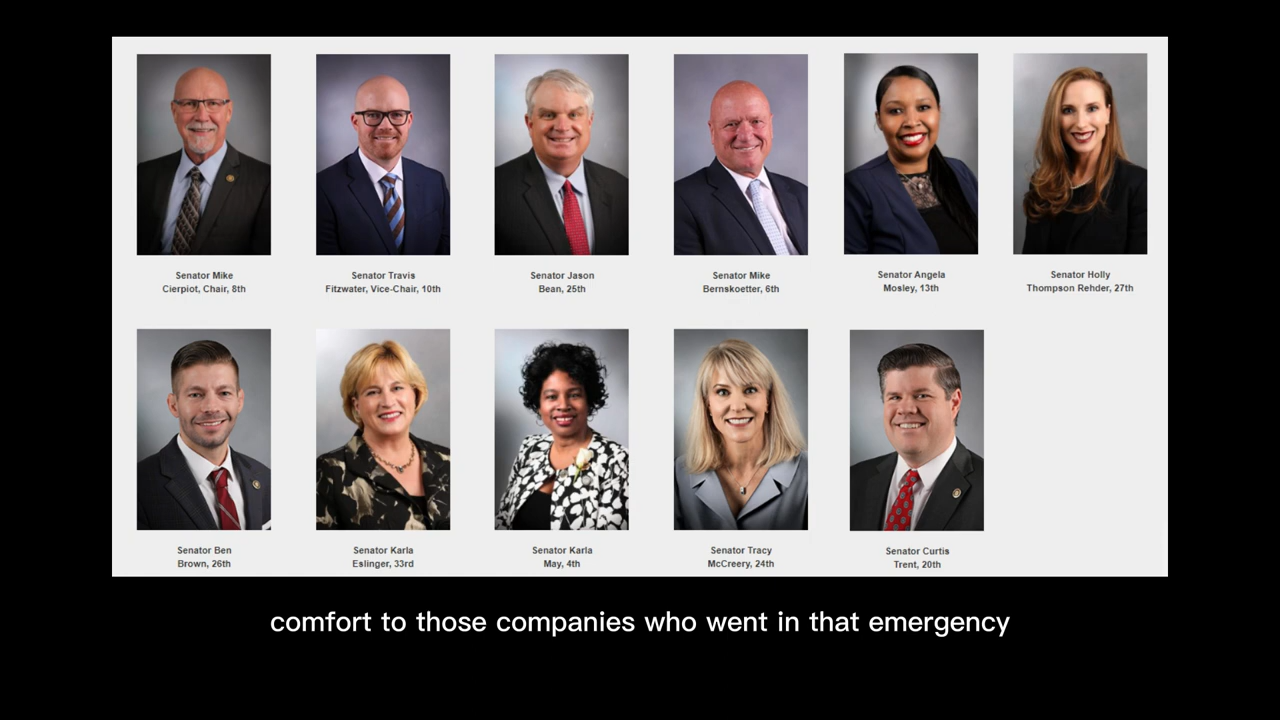 Senator Mike
Cierpiot, Chair, 8th
Senator Travis
Fitzwater, Vice-Chair, 10th
Senator Jason
Bean, 25th
Senator Mike
Bernskoetter, 6th
Senator Angela
Mosley, 13th
Senator Holly
Thompson Rehder, 27th
Senator Ben
Brown, 26th
Senator Karla
Eslinger, 33rd
Senator Karla
May, 4th
Senator Tracy
McCreery, 24th
Senator Curtis
Trent, 20th
comfort to those companies who went in that emergency